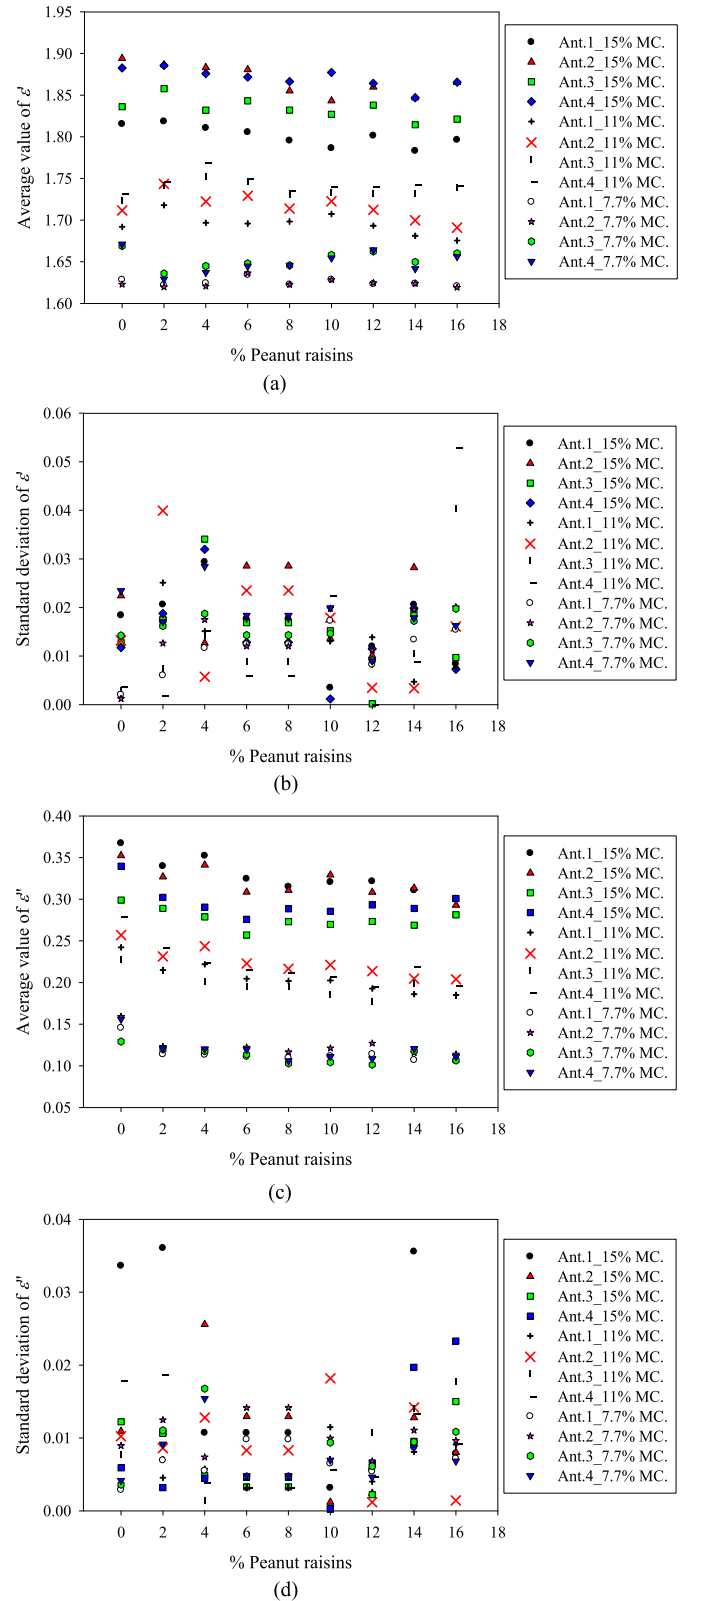 1.95
1.90
1.85
1.80
1.75
1.70
1.65
1.60
Average value of ε'
0 2 4 6 8 10 12 14 16 18
% Peanut raisins
Ant.1_15% MC.
Ant.2_15% MC.
Ant.3_15% MC.
Ant.4_15% MC.
Ant.1_11% MC.
Ant.2_11% MC.
Ant.3_11% MC.
Ant.4_11% MC.
Ant.1_7.7% MC.
Ant.2_7.7% MC.
Ant.3_7.7% MC.
Ant.4_7.7% MC.
(a)
0.06
0.05
0.04
0.03
0.02
0.01
0.00
Standard deviation of ε'
0 2 4 6 8 10 12 14 16 18
% Peanut raisins
Ant.1_15% MC.
Ant.2_15% MC.
Ant.3_15% MC.
Ant.4_15% MC.
Ant.1_11% MC.
Ant.2_11% MC.
Ant.3_11% MC.
Ant.4_11% MC.
Ant.1_7.7% MC.
Ant.2_7.7% MC.
Ant.3_7.7% MC.
Ant.4_7.7% MC.
(b)
0.40
0.35
0.30
0.25
0.20
0.15
0.10
0.05
Average value of ε"
0 2 4 6 8 10 12 14 16 18
% Peanut raisins
Ant.1_15% MC.
Ant.2_15% MC.
Ant.3_15% MC.
Ant.4_15% MC.
Ant.1_11% MC.
Ant.2_11% MC.
Ant.3_11% MC.
Ant.4_11% MC.
Ant.1_7.7% MC.
Ant.2_7.7% MC.
Ant.3_7.7% MC.
Ant.4_7.7% MC.
(c)
0.04
0.03
0.02
0.01
0.00
Standard deviation of ε"
0 2 4 6 8 10 12 14 16 18
% Peanut raisins
Ant.1_15% MC.
Ant.2_15% MC.
Ant.3_15% MC.
Ant.4_15% MC.
Ant.1_11% MC.
Ant.2_11% MC.
Ant.3_11% MC.
Ant.4_11% MC.
Ant.1_7.7% MC.
Ant.2_7.7% MC.
Ant.3_7.7% MC.
Ant.4_7.7% MC.
(d)